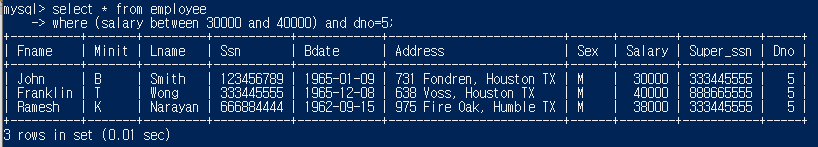 mysql> select * from employee
    -> where (salary between 30000 and 40000) and dno=5;
+----------+-------+---------+-----------+------------+-------------------------+------+--------+-----------+------+
| Fname    | Minit | Lname   | Ssn       | Bdate      | Address                 | Sex  | Salary | Super_ssn | Dno  |
+----------+-------+---------+-----------+------------+-------------------------+------+--------+-----------+------+
| John     | B     | Smith   | 123456789 | 1965-01-09 | 731 Fondren, Houston TX | M    |  30000 | 333445555 |    5 |
| Franklin | T     | Wong    | 333445555 | 1965-12-08 | 638 Voss, Houston TX    | M    |  40000 | 888665555 |    5 |
| Ramesh   | K     | Narayan | 666884444 | 1962-09-15 | 975 Fire Oak, Humble TX | M    |  38000 | 333445555 |    5 |
+----------+-------+---------+-----------+------------+-------------------------+------+--------+-----------+------+
3 rows in set (0.01 sec)